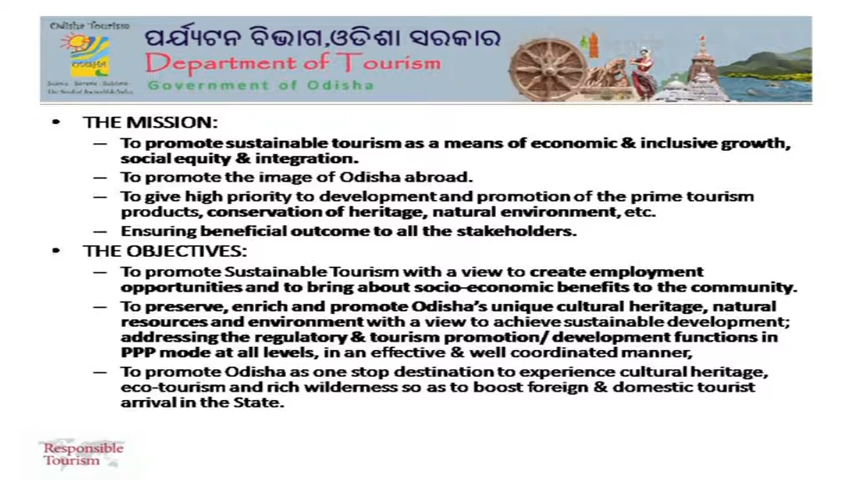 Odisha Tourism
ପର୍ଯ୍ୟଟନ ବିଭାଗ,ଓଡିଶା ସରକାର
Department of Tourism
Government of Odisha
• THE MISSION:
– To promote sustainable tourism as a means of economic & inclusive growth,
social equity & integration.
– To promote the image of Odisha abroad.
– To give high priority to development and promotion of the prime tourism
products, conservation of heritage, natural environment, etc.
– Ensuring beneficial outcome to all the stakeholders.
• THE OBJECTIVES:
– To promote Sustainable Tourism with a view to create employment
opportunities and to bring about socio-economic benefits to the community.
– To preserve, enrich and promote Odisha's unique cultural heritage, natural
resources and environment with a view to achieve sustainable development;
addressing the regulatory & tourism promotion/ development functions in
PPP mode at all levels, in an effective & well coordinated manner,
– To promote Odisha as one stop destination to experience cultural heritage,
eco-tourism and rich wilderness so as to boost foreign & domestic tourist
arrival in the State.
Responsible
Tourism